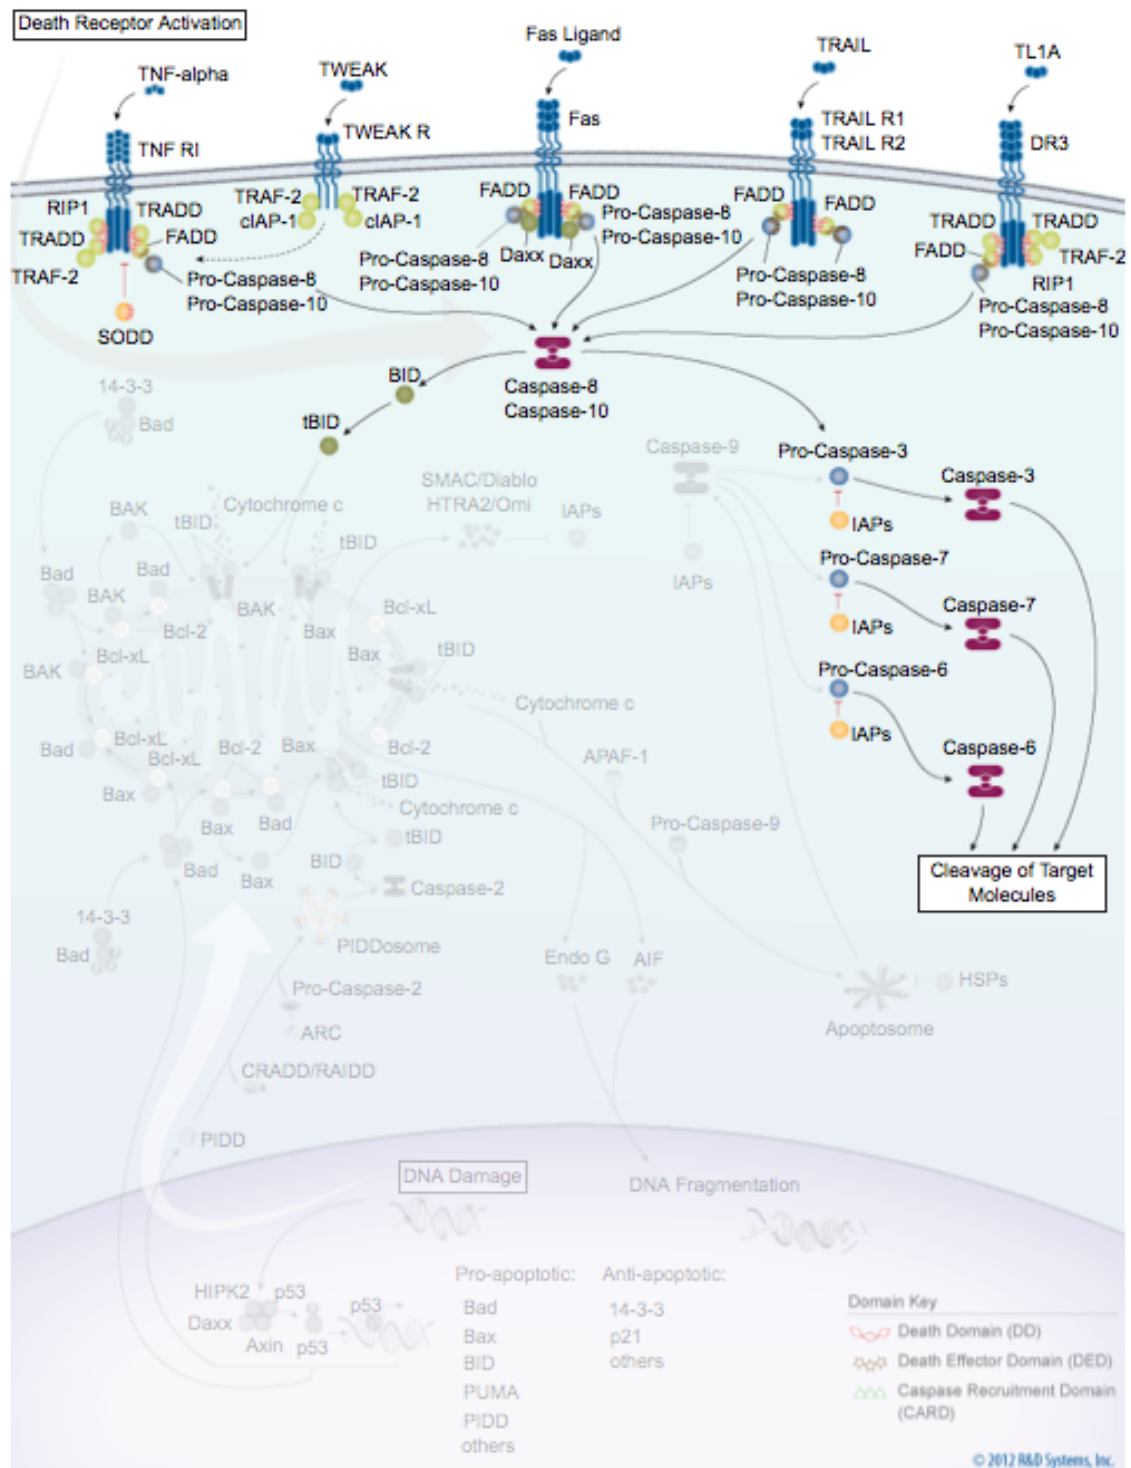 Death Receptor Activation
Fas Ligand
TRAIL
TL1A
TNF-alpha
TWEAK
TNF RI
TWEAK R
Fas
TRAIL R1
TRAIL R2
DR3
RIP1
TRADD
TRADD
FADD
TRAF-2
SODD
TRAF-2
cIAP-1
TRAF-2
cIAP-1
Pro-Caspase-8
Pro-Caspase-10
FADD
FADD
Daxx
Daxx
Pro-Caspase-8
Pro-Caspase-10
Pro-Caspase-8
Pro-Caspase-10
FADD
FADD
Pro-Caspase-8
Pro-Caspase-10
TRADD
TRADD
FADD
TRAF-2
RIP1
Pro-Caspase-8
Pro-Caspase-10
Caspase-8
Caspase-10
BID
tBID
14-3-3
Bad
Caspase-9
IAPs
Pro-Caspase-3
Caspase-3
IAPs
Pro-Caspase-7
Caspase-7
IAPs
Pro-Caspase-6
IAPs
Caspase-6
Cleavage of Target
Molecules
SMAC/Diablo
HTRA2/Omi
IAPs
Cytochrome c
BAK
tBID
tBID
Bad
Bad
BAK
BAK
Bcl-2
Bax
Bcl-xL
Bcl-xL
BAK
Bax
tBID
Cytochrome c
Bcl-xL
Bad
Bcl-xL
Bcl-2
Bax
Bcl-2
Bax
tBID
Cytochrome c
Bax
Bad
tBID
BID
Bad
Bax
Caspase-2
14-3-3
Bad
PIDDosome
Pro-Caspase-2
ARC
CRADD/RAIDD
PIDD
APAF-1
Pro-Caspase-9
Endo G
AIF
HSPs
Apoptosome
DNA Damage
DNA Fragmentation
HIPK2
p53
Daxx
Axin
p53
p53
Pro-apoptotic:
Bad
Bax
BID
PUMA
PIDD
others
Anti-apoptotic:
14-3-3
p21
others
Domain Key
Death Domain (DD)
Death Effector Domain (DED)
Caspase Recruitment Domain
(CARD)
© 2012 R&D Systems, Inc.